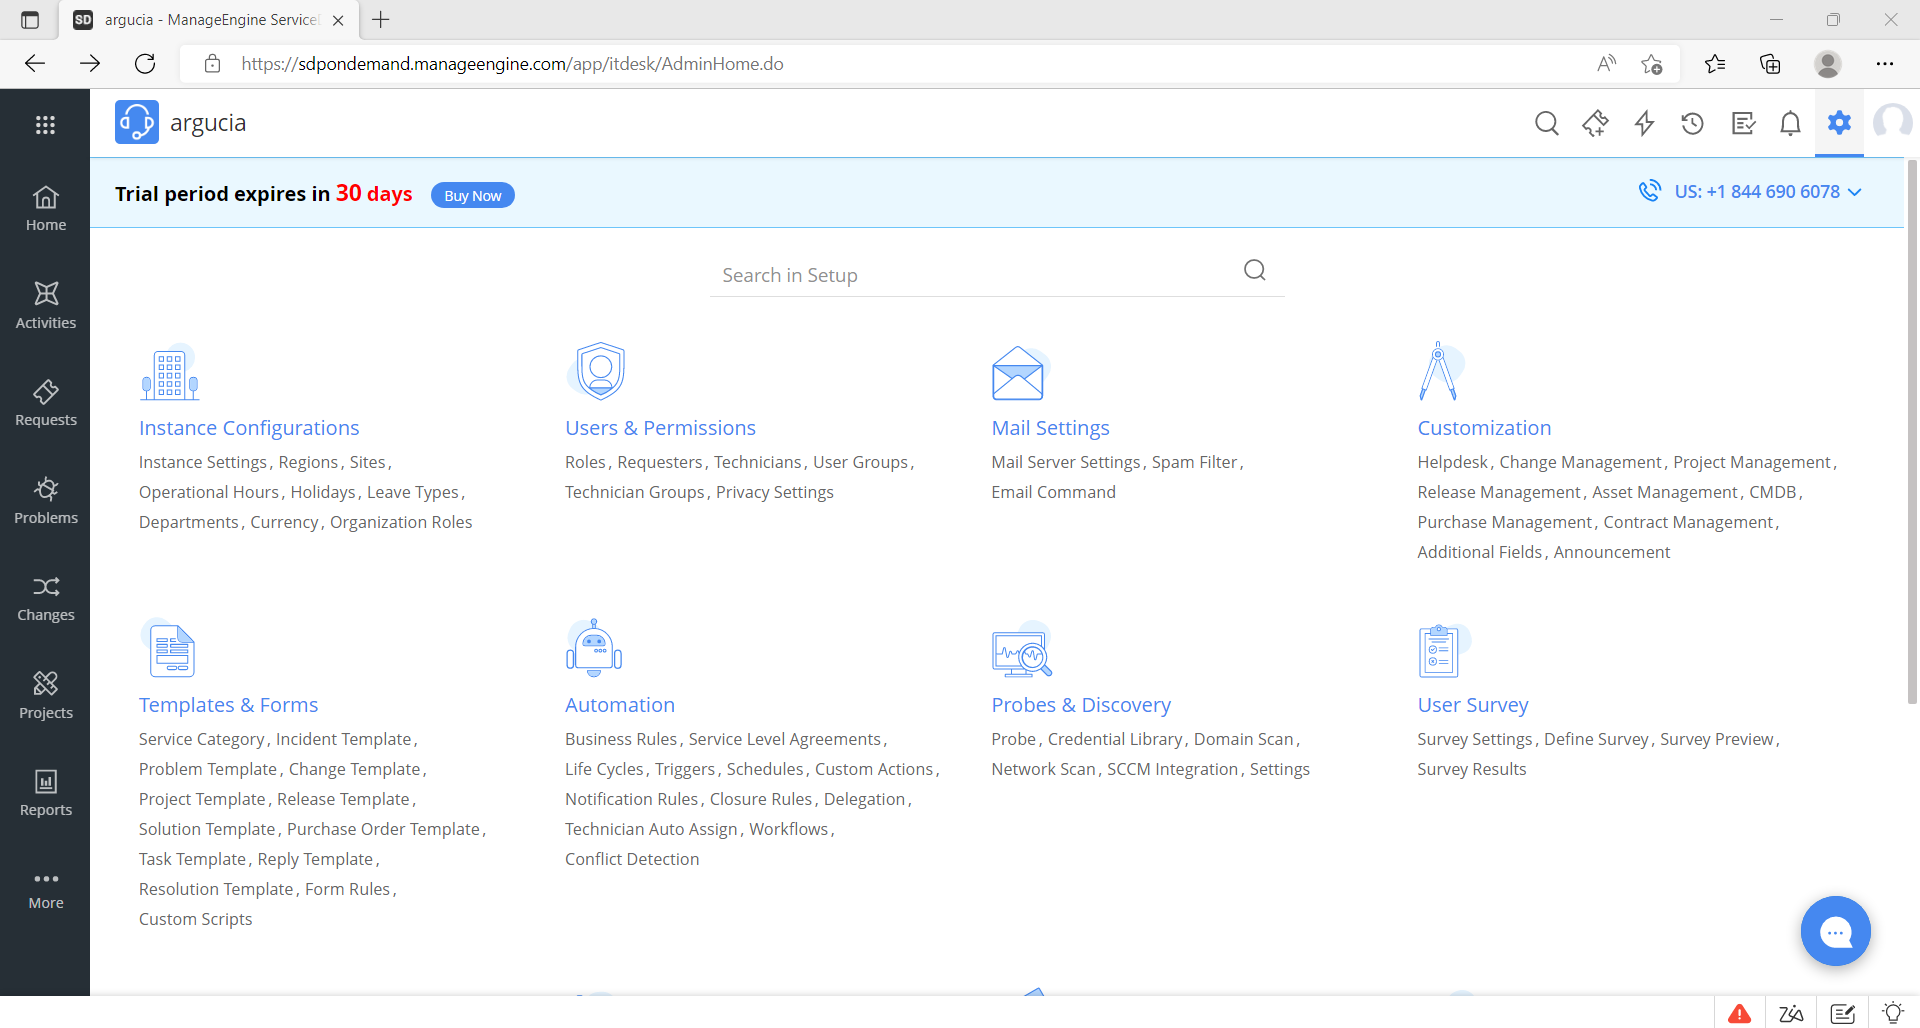 SD argucia - ManageEngine Service
https://sdpondemand.manageengine.com/app/itdesk/AdminHome.do
argucia
Trial period expires in 30 days Buy Now
US: +1 844 690 6078
Home
Activities
Requests
Problems
Changes
Projects
Reports
More
Search in Setup
Instance Configurations
Instance Settings, Regions, Sites,
Operational Hours, Holidays, Leave Types,
Departments, Currency, Organization Roles
Users & Permissions
Roles, Requesters, Technicians, User Groups,
Technician Groups, Privacy Settings
Mail Settings
Mail Server Settings, Spam Filter,
Email Command
Customization
Helpdesk, Change Management, Project Management,
Release Management, Asset Management, CMDB,
Purchase Management, Contract Management,
Additional Fields, Announcement
Templates & Forms
Service Category, Incident Template,
Problem Template, Change Template,
Project Template, Release Template,
Solution Template, Purchase Order Template,
Task Template, Reply Template,
Resolution Template, Form Rules,
Custom Scripts
Automation
Business Rules, Service Level Agreements,
Life Cycles, Triggers, Schedules, Custom Actions,
Notification Rules, Closure Rules, Delegation,
Technician Auto Assign, Workflows,
Conflict Detection
Probes & Discovery
Probe, Credential Library, Domain Scan,
Network Scan, SCCM Integration, Settings
User Survey
Survey Settings, Define Survey, Survey Preview,
Survey Results